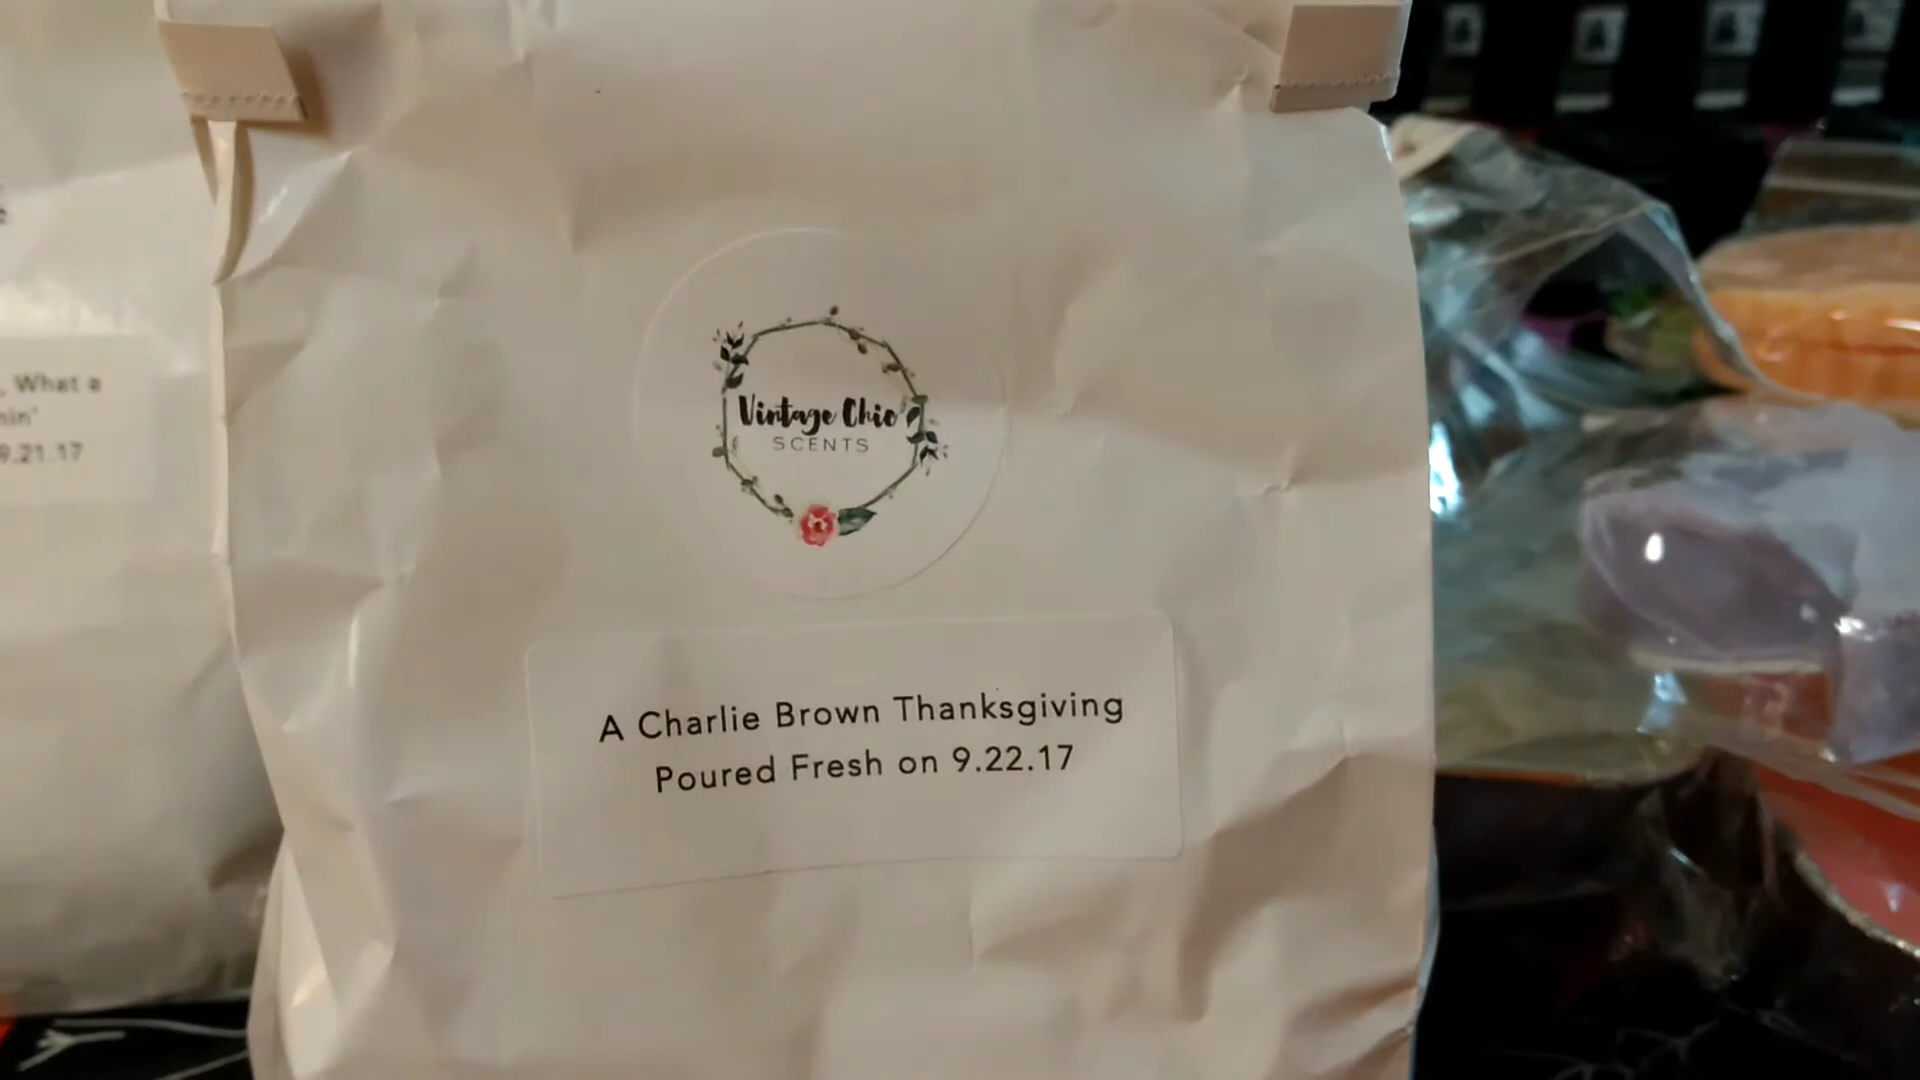 , What a
9.21.17
Vintage Chic
SCENTS
A Charlie Brown Thanksgiving
Poured Fresh on 9.22.17